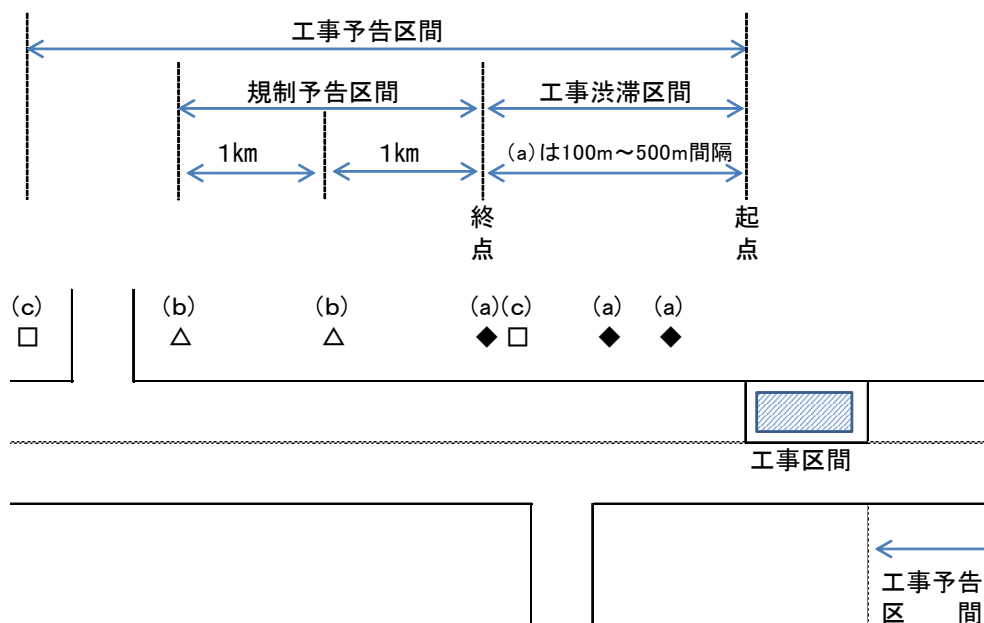 工事予告区間
規制予告区間
工事渋滞区間
1km
1km
(a)は100m～500m間隔
終点
起点
(c)
(b)
(b)
(a)(c)
(a)
(a)
工事区間
工事予告
区　間